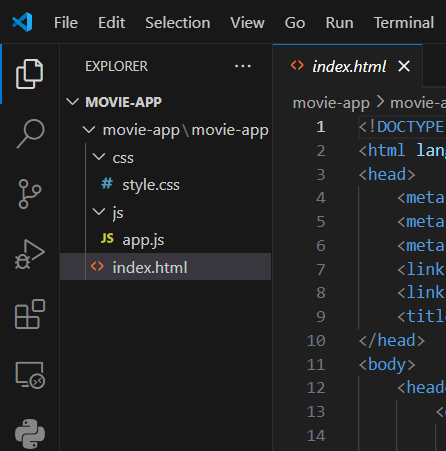 File Edit Selection View Go Run Terminal
EXPLORER
index.html
MOVIE-APP
movie-app\movie-app
css
# style.css
js
JS app.js
<> index.html
movie-app > movie-a
1 <!DOCTYPE
2 <html lan
3 <head>
4 <meta
5 <meta
6 <meta
7 <link
8 <link
9 <title
10 </head>
11 <body>
12 <head
13 <
14